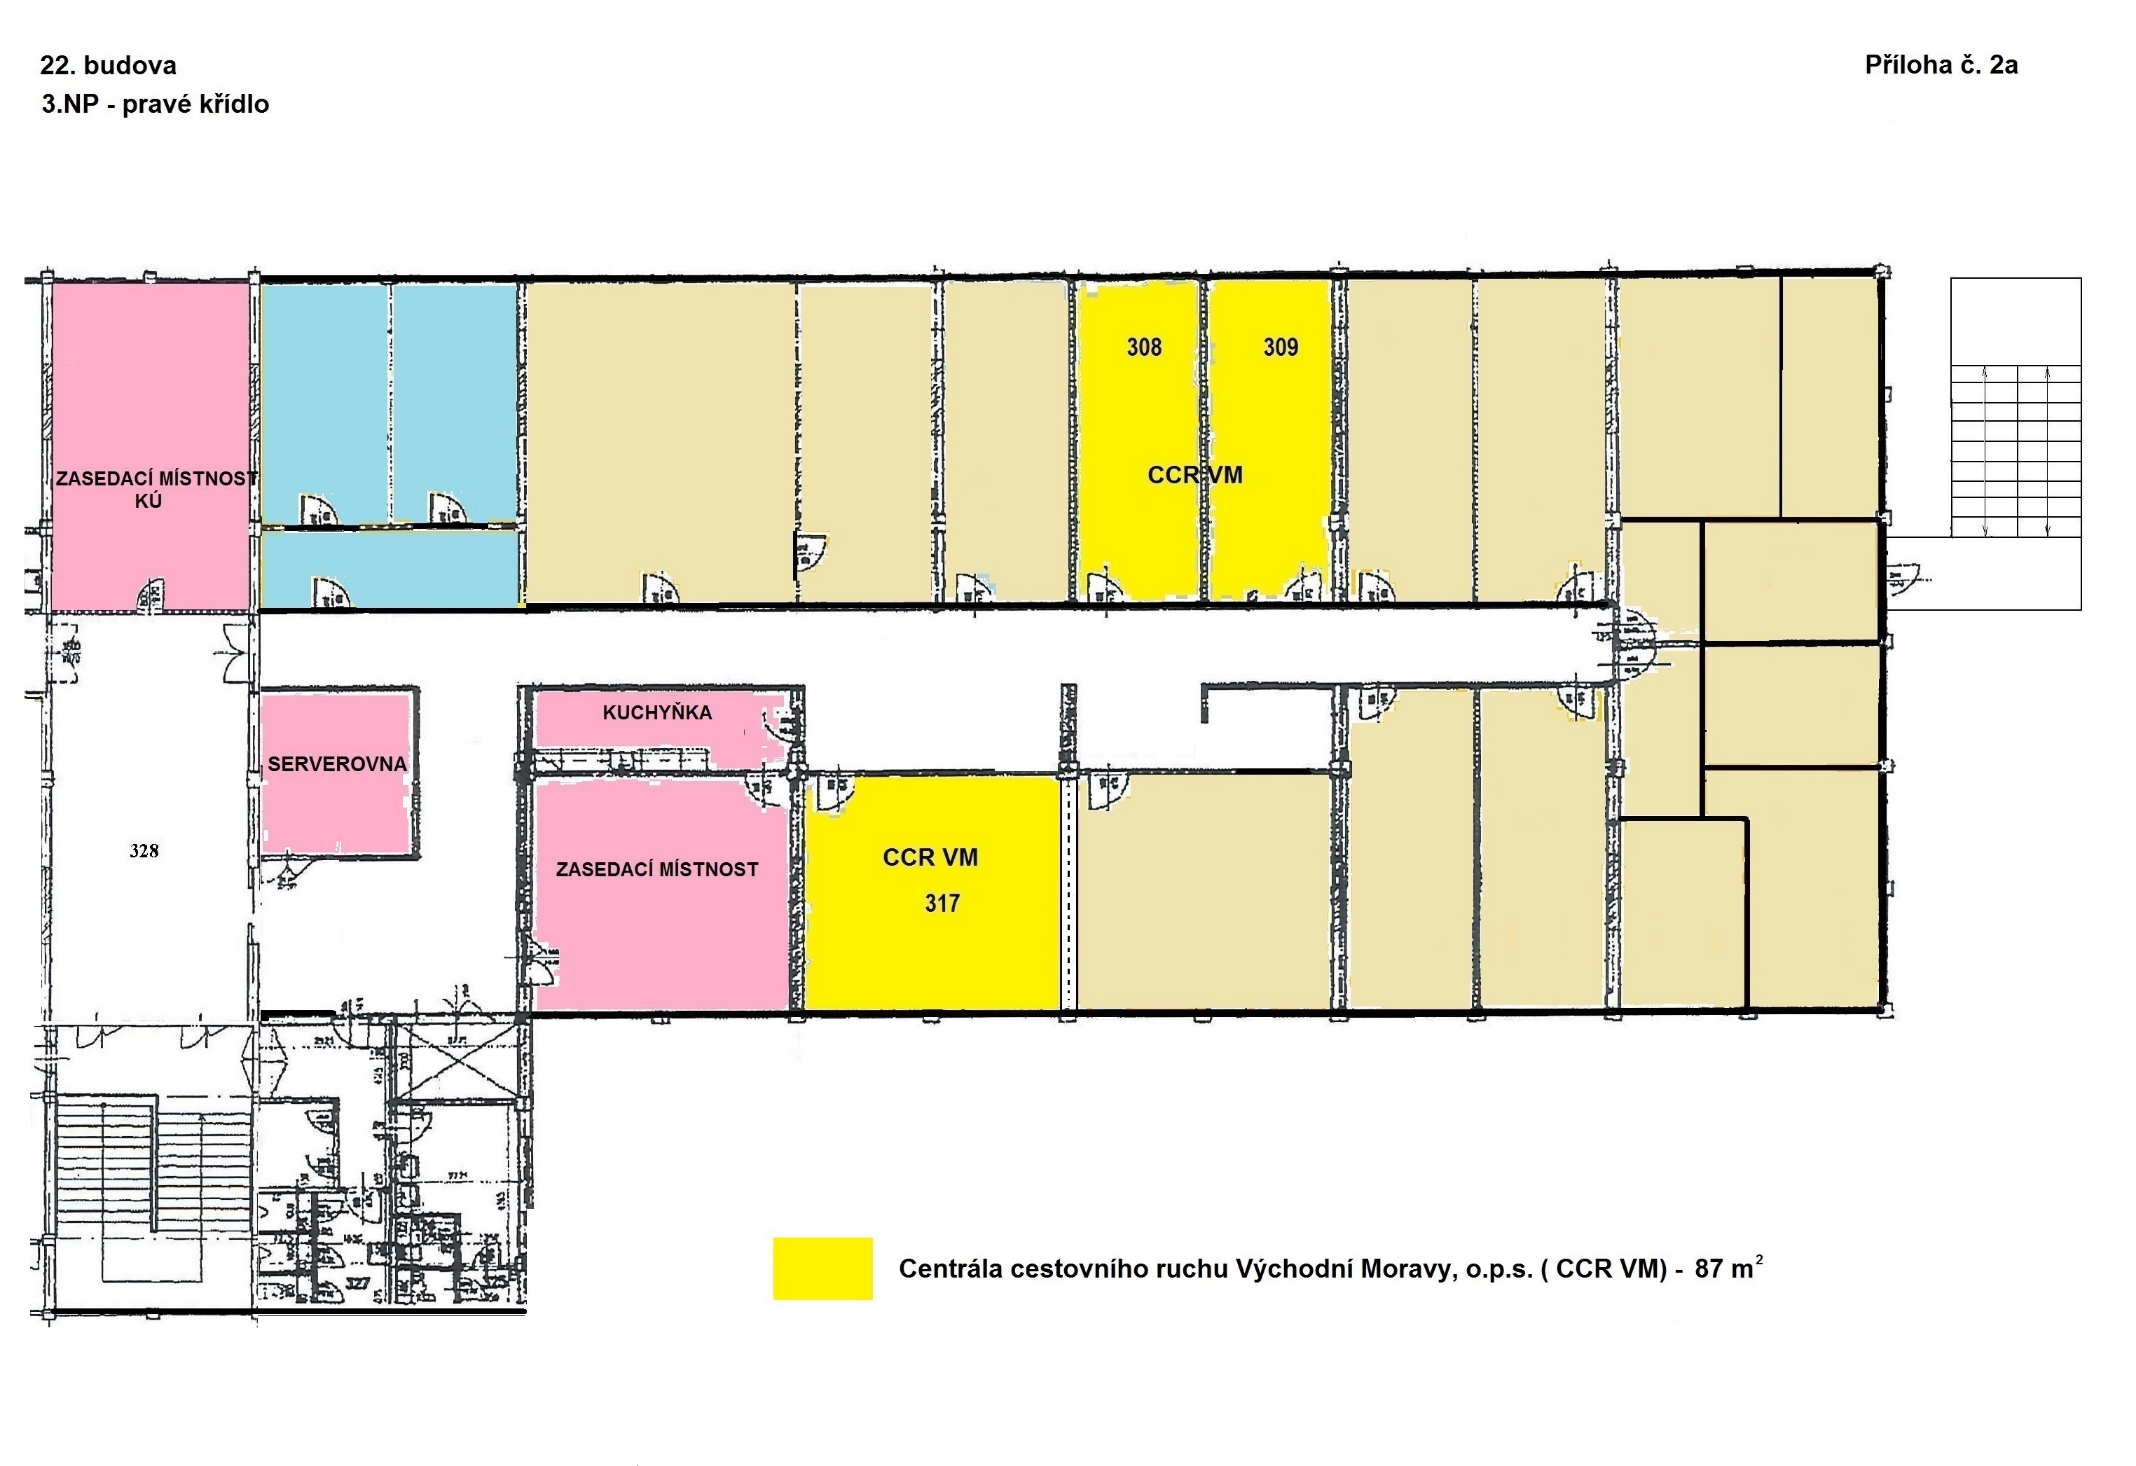 22. budova
Příloha č. 2a
3.NP - pravé křídlo
308
309
CCR VM
ZASEDACÍ MÍSTNOST
KÚ
KUCHYŇKA
SERVEROVNA
328
ZASEDACÍ MÍSTNOST
CCR VM
317
327
Centrála cestovního ruchu Východní Moravy, o.p.s. ( CCR VM) - 87 m²